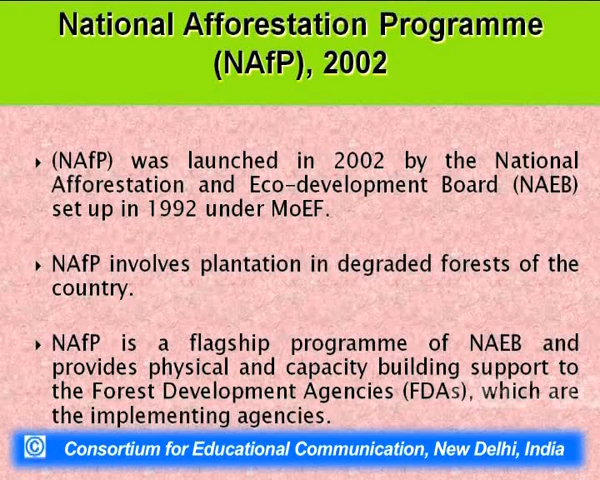 National Afforestation Programme
(NAfP), 2002
(NAfP) was launched in 2002 by the National
Afforestation and Eco-development Board (NAEB)
set up in 1992 under MoEF.
NAfP involves plantation in degraded forests of the
country.
NAfP is a flagship programme of NAEB and
provides physical and capacity building support to
the Forest Development Agencies (FDAs), which are
the implementing agencies.
© Consortium for Educational Communication, New Delhi, India